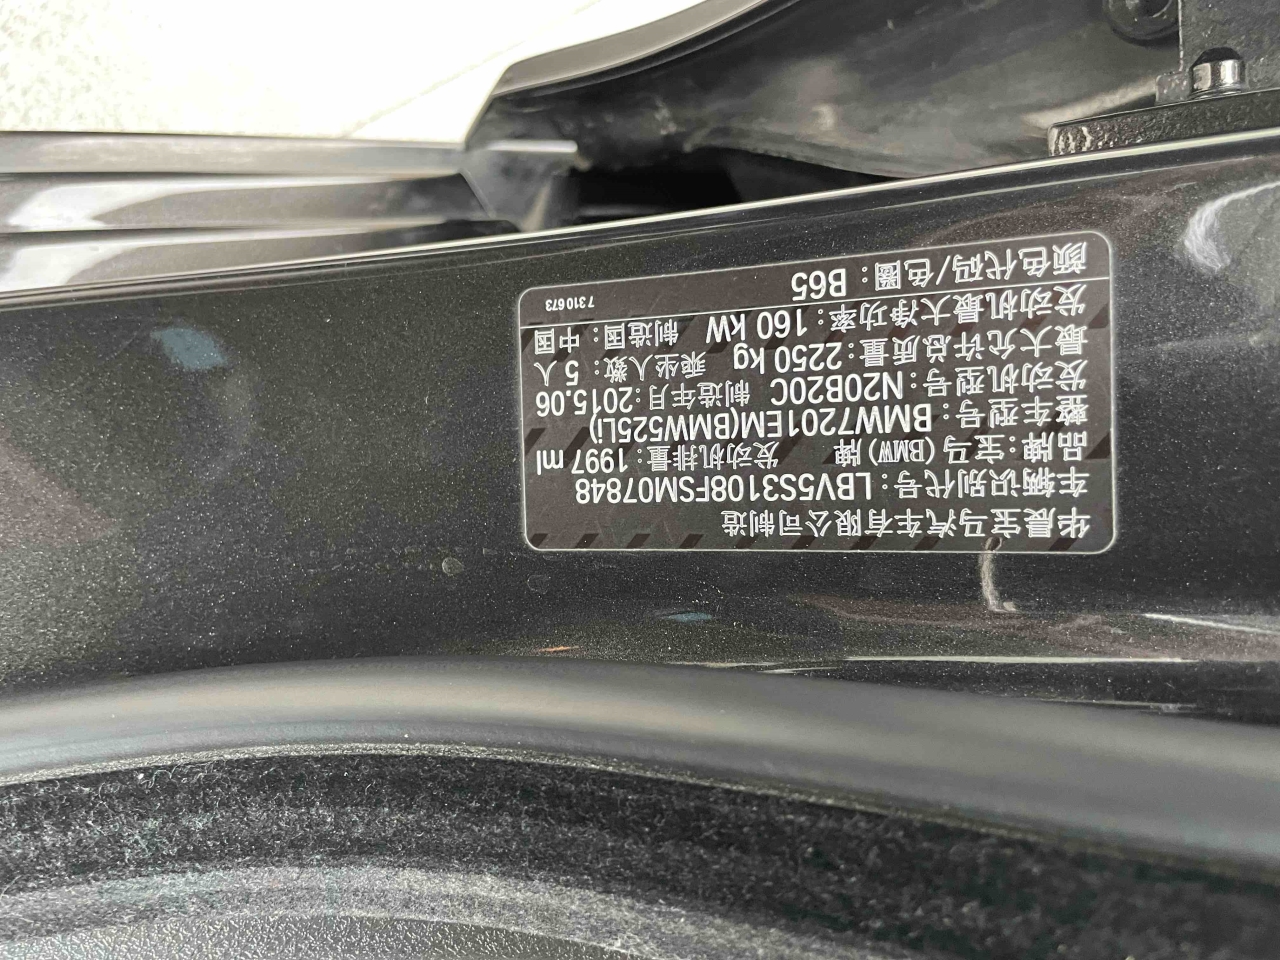 华晨宝马汽车有限公司制造
车辆识别代号：LBV5S3108FSM07848
品牌：宝马(BMW)牌 发动机排量：1997 ml
整车型号：BMW7201EM(BMW525Li)
发动机型号：N20B20C 制造年月：2015.06
最大允许总质量：2250 kg 乘坐人数：5 人
发动机最大净功率：160 kW 制造国：中国
颜色代码/色圈：B65
7310673